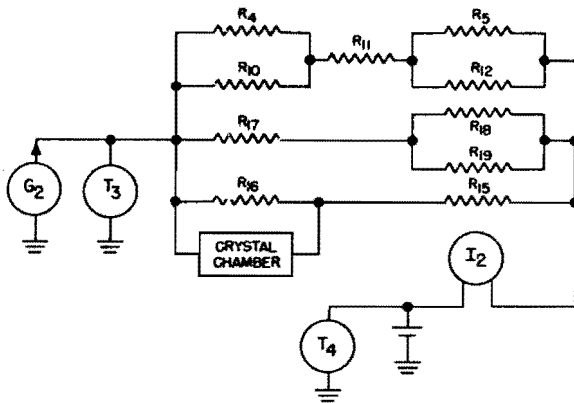 R4
R5
R11
R10
R12
R17
R18
R19
G2
T3
R16
R15
CRYSTAL
CHAMBER
I2
T4